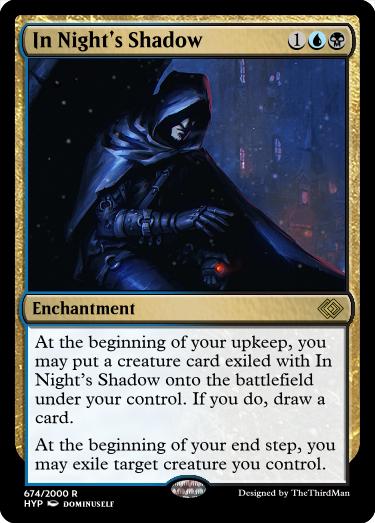 In Night's Shadow 1
Enchantment
At the beginning of your upkeep, you
may put a creature card exiled with In
Night's Shadow onto the battlefield
under your control. If you do, draw a
card.
At the beginning of your end step, you
may exile target creature you control.
674/2000 R
HYP DOMINUSELF
Designed by TheThirdMan